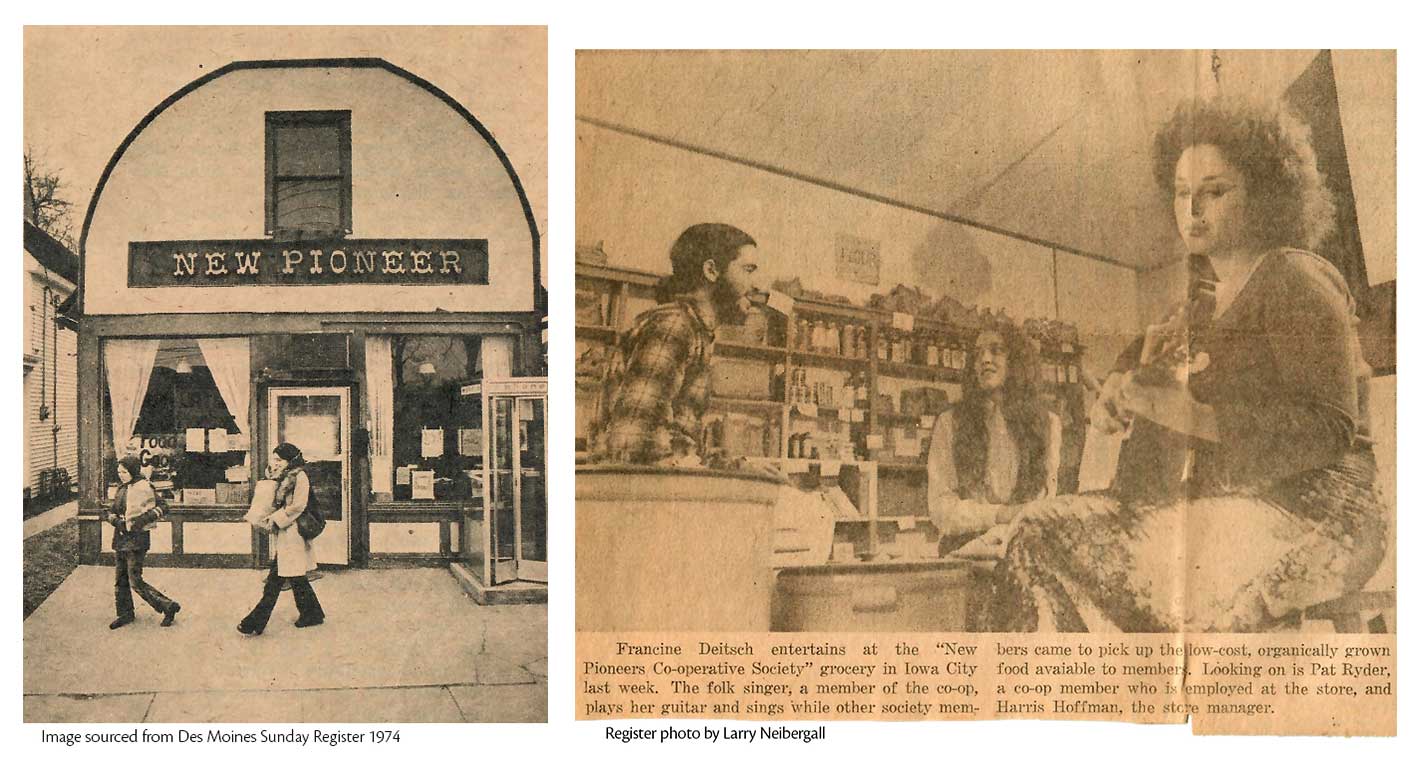 NEW PIONEER
Food
Image sourced from Des Moines Sunday Register 1974
Francine Deitsch entertains at the “New
Pioneers Co-operative Society” grocery in Iowa City
last week. The folk singer, a member of the co-op,
plays her guitar and sings while other society mem-
bers came to pick up the low-cost, organically grown
food avaiable to members. Looking on is Pat Ryder,
a co-op member who is employed at the store, and
Harris Hoffman, the store manager.
Register photo by Larry Neibergall